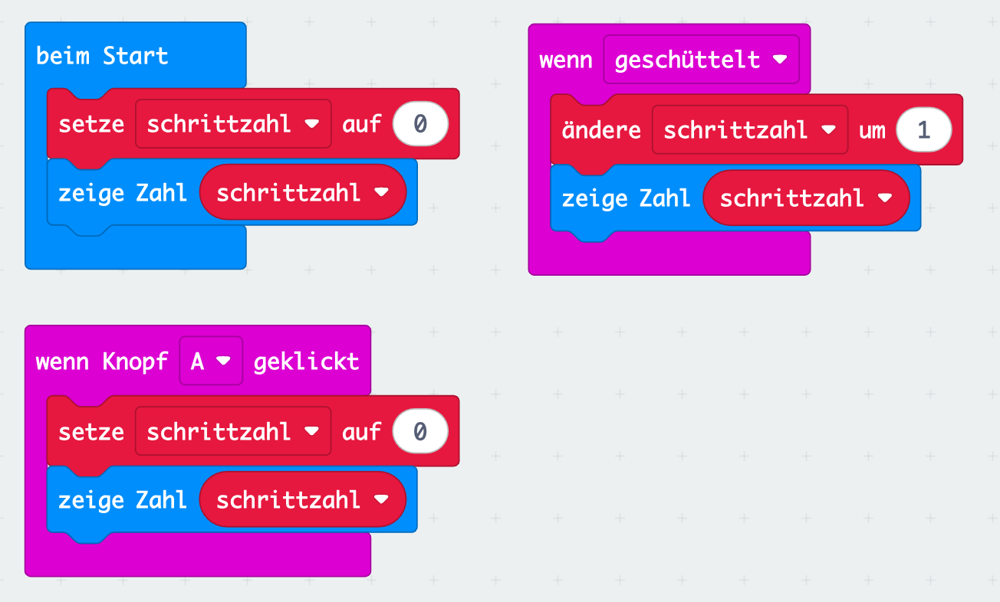 beim Start
setze schrittzahl auf 0
zeige Zahl schrittzahl
wenn geschüttelt
ändere schrittzahl um 1
zeige Zahl schrittzahl
wenn Knopf A geklickt
setze schrittzahl auf 0
zeige Zahl schrittzahl